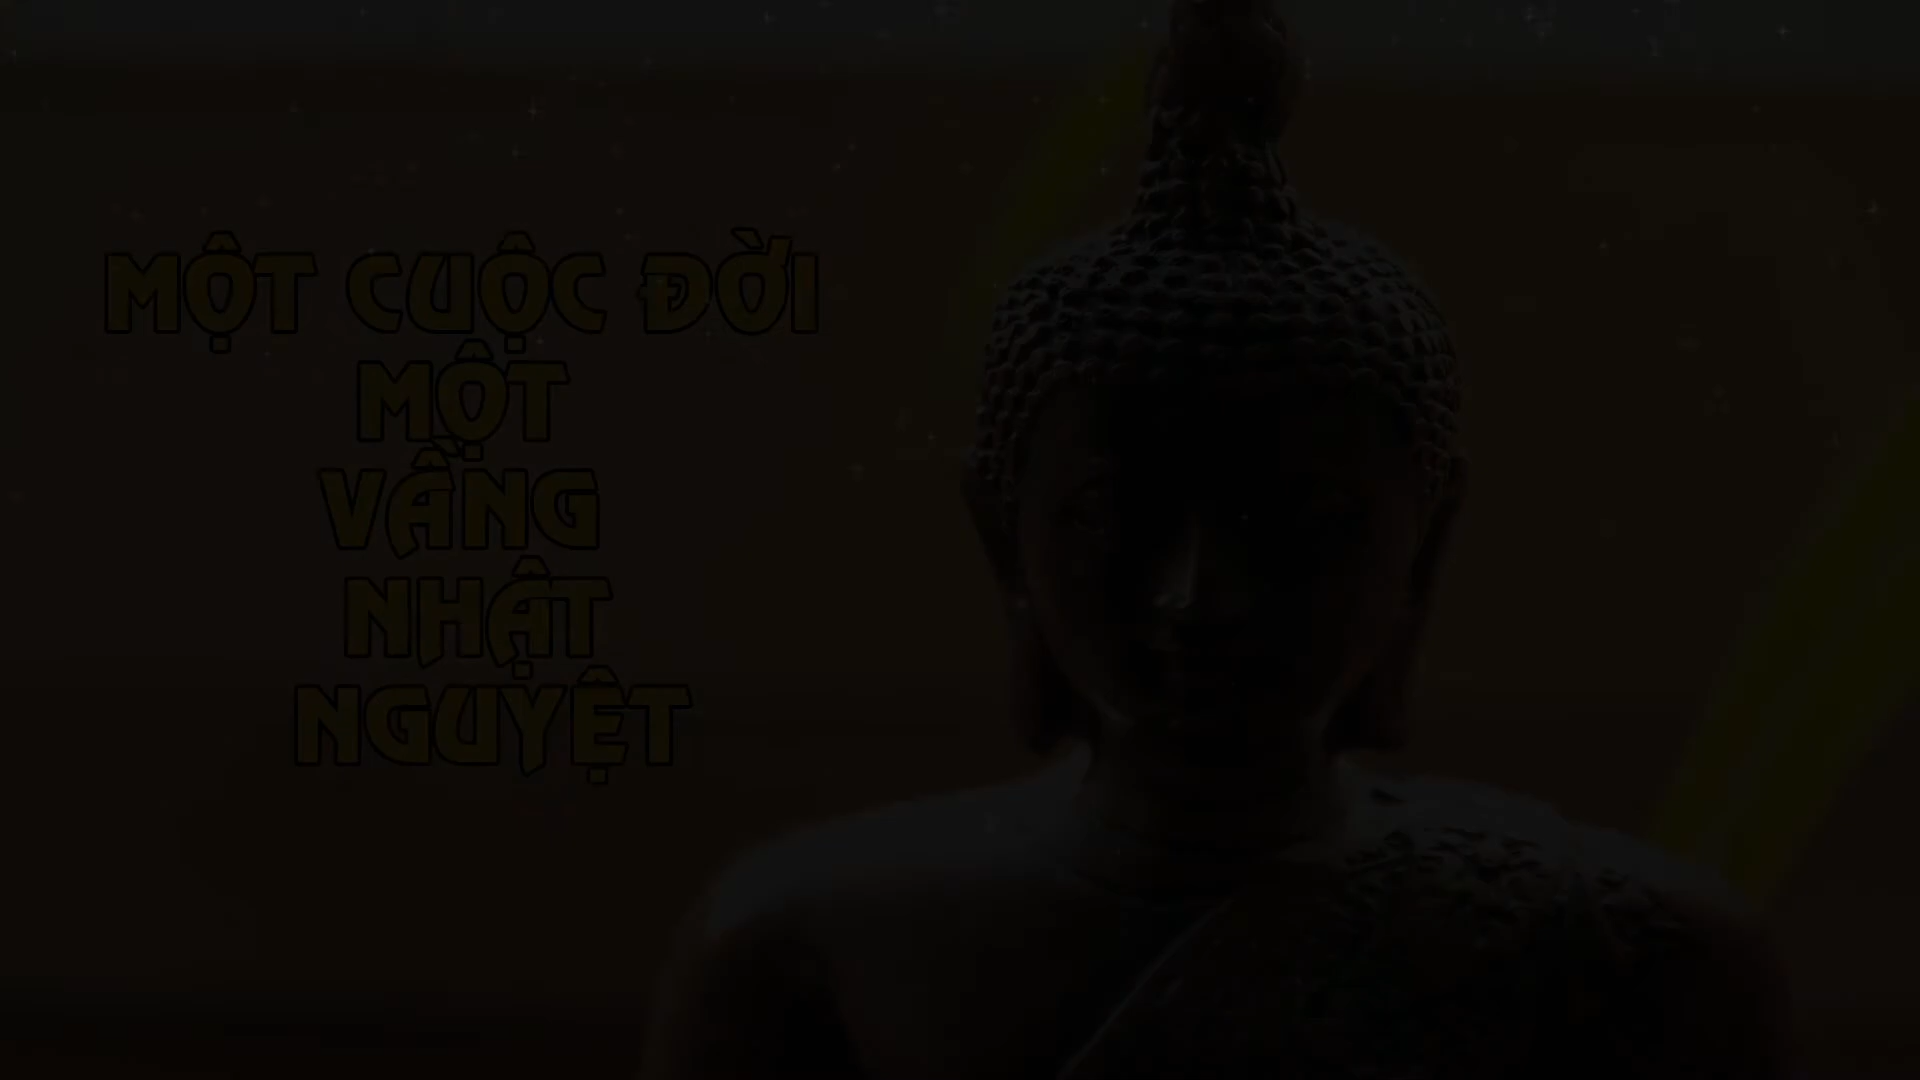 MỘT CUỘC ĐỜI
MỘT
VẦNG
NHẬT
NGUYỆT